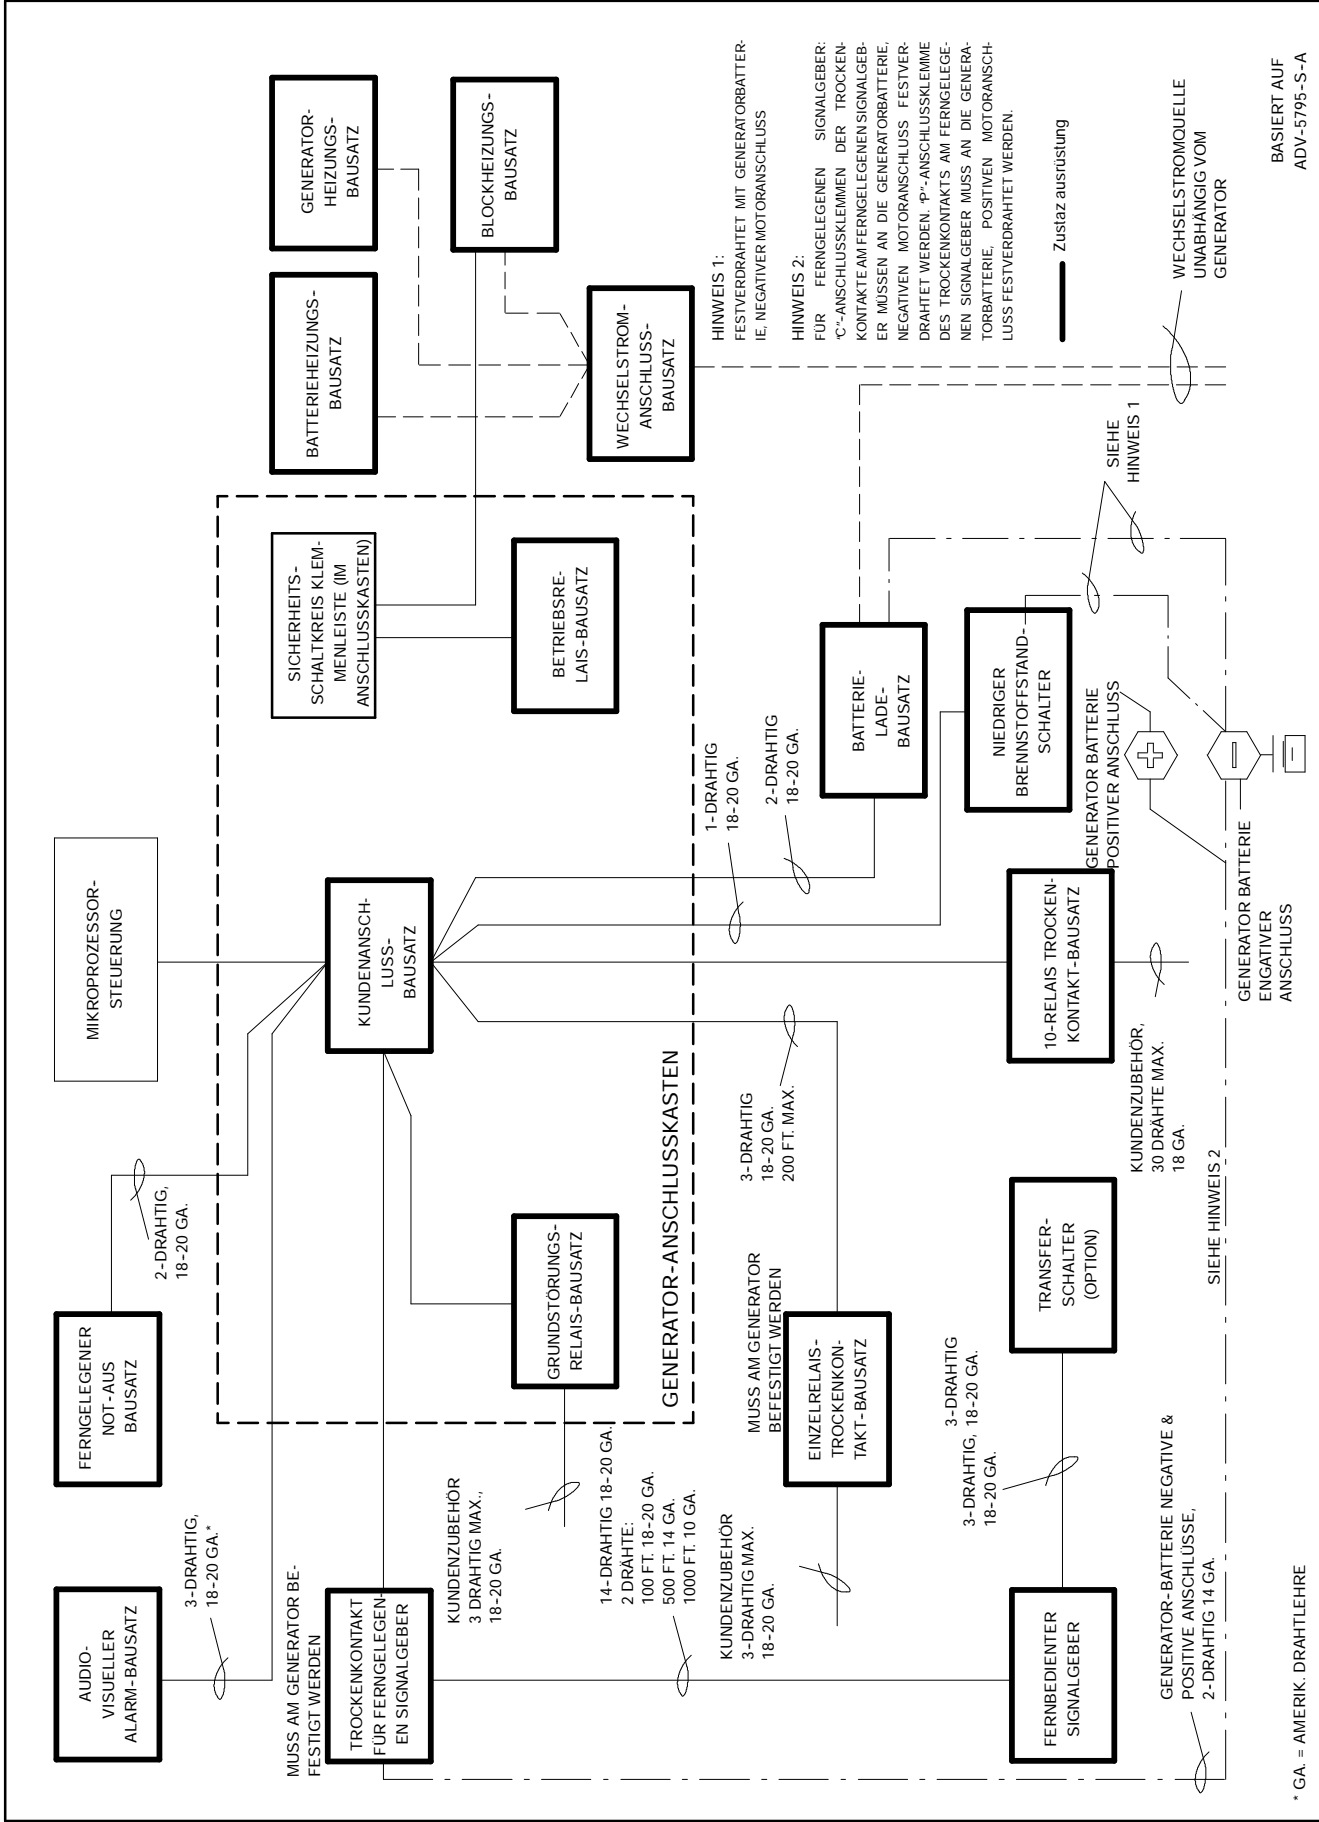 AUDIO-
VISUELLER
ALARM-BAUSATZ
3-DRAHTIG,
18-20 GA.*
FERNGELEGENER
NOT-AUS
BAUSATZ
2-DRAHTIG,
18-20 GA.
MIKROPROZESSOR-
STEUERUNG
MUSS AM GENERATOR BE-
FESTIGT WERDEN
TROCKENKONTAKT
FÜR FERNGELEGEN-
EN SIGNALGEBER
KUNDENANSCH-
LUSS-
BAUSATZ
SICHERHEITS-
SCHALTKREIS KLEM-
MENLEISTE (IM
ANSCHLUSSKASTEN)
BATTERIEHEIZUNGS-
BAUSATZ
GENERATOR-
HEIZUNGS-
BAUSATZ
BLOCKHEIZUNGS-
BAUSATZ
KUNDENZUBEHÖR
3 DRAHTIG MAX.,
18-20 GA.
GRUNDSTÖRUNGS-
RELAIS-BAUSATZ
BETRIEBSRE-
LAIS-BAUSATZ
WECHSELSTROM-
ANSCHLUSS-
BAUSATZ
14-DRAHTIG 18-20 GA.
2 DRÄHTE:
100 FT. 18-20 GA.
500 FT. 14 GA.
1000 FT. 10 GA.
GENERATOR-ANSCHLUSSKASTEN
1-DRAHTIG
18-20 GA.
2-DRAHTIG
18-20 GA.
HINWEIS 1:
FESTVERDRAHTET MIT GENERATORBATTER-
IE, NEGATIVER MOTORANSCHLUSS
HINWEIS 2:
FÜR FERNGELEGENEN SIGNALGEBER:
"C"-ANSCHLUSSKLEMMEN DER TROCKEN-
KONTAKTE AM FERNGELEGENEN SIGNALGEB-
ER MÜSSEN AN DIE GENERATORBATTERIE,
NEGATIVEN MOTORANSCHLUSS FESTVER-
DRAHTET WERDEN. "P"-ANSCHLUSSKLEMME
DES TROCKENKONTAKTS AM FERNGELEGE-
NEN SIGNALGEBER MUSS AN DIE GENERA-
TORBATTERIE, POSITIVEN MOTORANSCH-
LUSS FESTVERDRAHTET WERDEN.
Zustaz ausrüstung
KUNDENZUBEHÖR
3-DRAHTIG MAX.
18-20 GA.
MUSS AM GENERATOR
BEFESTIGT WERDEN
EINZELRELAIS-
TROCKENKON-
TAKT-BAUSATZ
3-DRAHTIG
18-20 GA.
200 FT. MAX.
BATTERIE-
LADE-
BAUSATZ
NIEDRIGER
BRENNSTOFFSTAND-
SCHALTER
3-DRAHTIG
3-DRAHTIG, 18-20 GA.
18-20 GA.
FERNBEDIENTER
SIGNALGEBER
TRANSFER-
SCHALTER
(OPTION)
10-RELAIS TROCKEN-
KONTAKT-BAUSATZ
GENERATOR BATTERIE
POSITIVER ANSCHLUSS
SIEHE
HINWEIS 1
WECHSELSTROMQUELLE
UNABHÄNGIG VOM
GENERATOR
KUNDENZUBEHÖR,
30 DRÄHTE MAX.
18 GA.
GENERATOR-BATTERIE NEGATIVE &
POSITIVE ANSCHLÜSSE,
2-DRAHTIG 14 GA.
SIEHE HINWEIS 2
GENERATOR BATTERIE
ENGATIVER
ANSCHLUSS
* GA. = AMERIK. DRAHTLEHRE
BASIERT AUF
ADV-5795-S-A